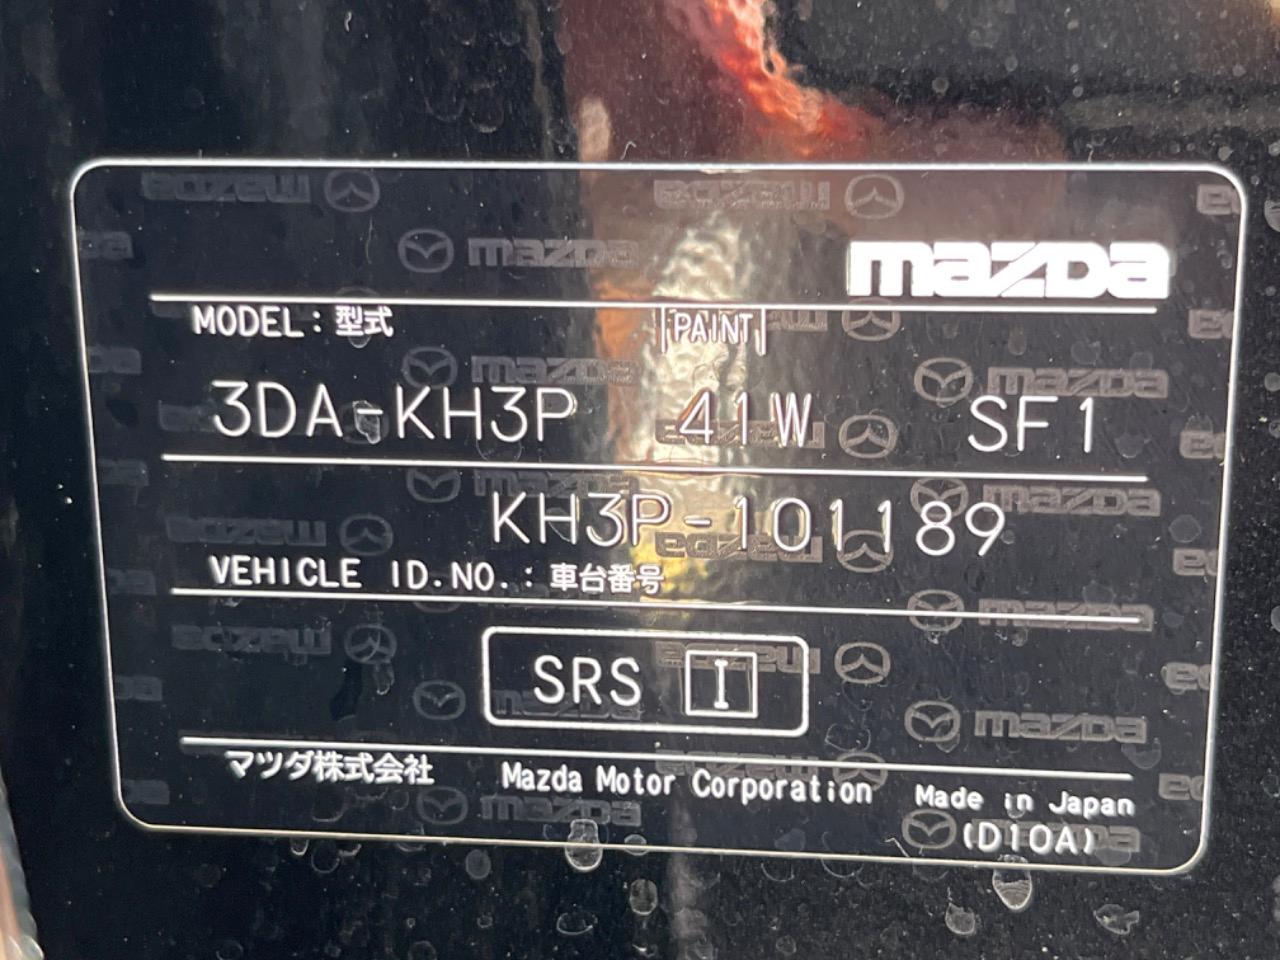 mazda
MODEL：型式 PAINT
3DA-KH3P 41W SF1
KH3P-101189
VEHICLE ID.NO.：車台番号
SRS I
マツダ株式会社 Mazda Motor Corporation Made in Japan
(D10A)